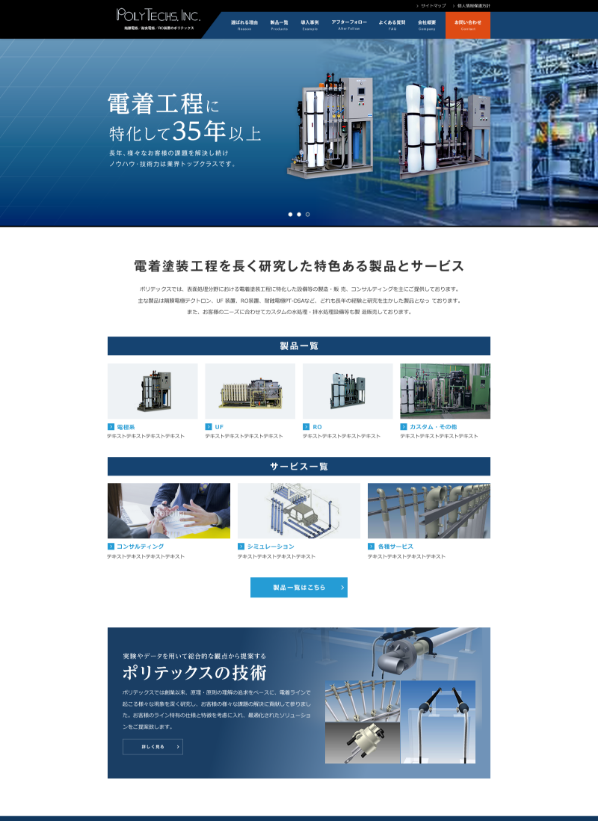 サイトマップ
個人情報保護方針
POLYTECHS, INC.
選ばれる理由
Reason
製品一覧
Products
導入事例
Example
アフターフォロー
After Follow
よくある質問
FAQ
会社概要
Company
お問い合わせ
Contact
電着工程に
特化して35年以上
長年、様々なお客様の課題を解決し続け
ノウハウ・技術力は業界トップクラスです。
電着塗装工程を長く研究した特色ある製品とサービス
ポリテックスでは、表面処理分野における電着塗装工程に特化した設備等の製造・販 売、コンサルティングを主にご提供しております。
主な製品は隔膜電極テクトロン、UF 装置、RO装置、裸電極PT-DSAなど、どれも長年の経験と研究を生かした製品となっ ております。
また、お客様のニーズに合わせてカスタムの水処理・排水処理設備等も製 造販売しております。
製品一覧
電極系
テキストテキストテキストテキスト
UF
テキストテキストテキストテキスト
RO
テキストテキストテキストテキスト
カスタム・その他
テキストテキストテキストテキスト
サービス一覧
コンサルティング
テキストテキストテキストテキスト
シミュレーション
テキストテキストテキストテキスト
各種サービス
テキストテキストテキストテキスト
製品一覧はこちら
実験やデータを用いて総合的な観点から提案する
ポリテックスの技術
ポリテックスでは創業以来、原理・原則の理解の追求をベースに、電着ラインで
起こる様々な現象を深く研究し、お客様の様々な課題の解決に貢献して参りまし
た。お客様のライン特有の仕様と特徴を考慮に入れ、最適化されたソリューショ
ンをご提案致します。
詳しく見る